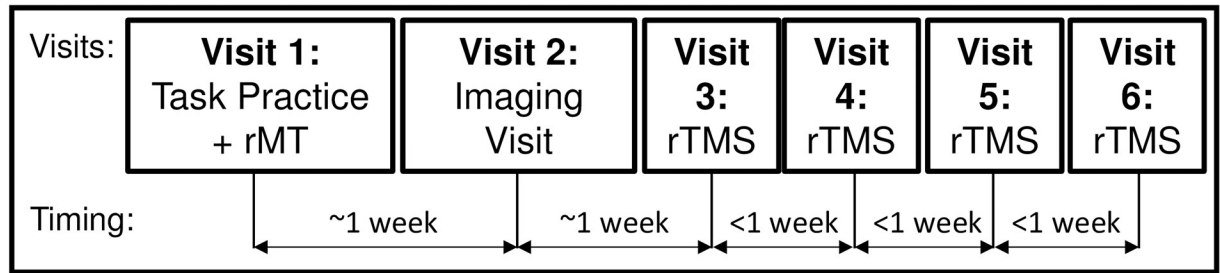 Visits:
Visit 1:
Task Practice
+ rMT
Visit 2:
Imaging
Visit
Visit
3:
rTMS
Visit
4:
rTMS
Visit
5:
rTMS
Visit
6:
rTMS
Timing:
~1 week
~1 week
<1 week
<1 week
<1 week